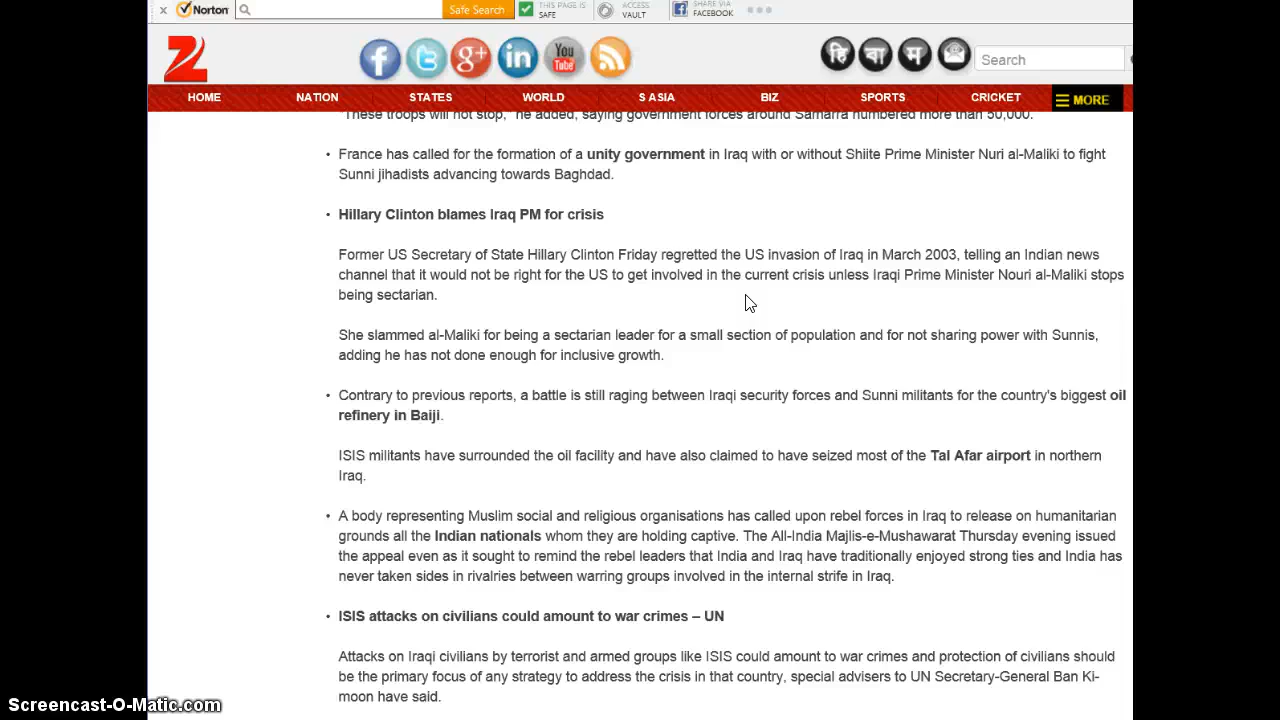 Norton
Safe Search
THIS PAGE IS
SAFE
ACCESS
VAULT
SHARE VIA
FACEBOOK
Z
f t g+ in You Tube
हि बा म
Search
HOME NATION STATES WORLD S ASIA BIZ SPORTS CRICKET MORE
"These troops will not stop," he added, saying government forces around Samarra numbered more than 50,000.
• France has called for the formation of a unity government in Iraq with or without Shiite Prime Minister Nuri al-Maliki to fight
Sunni jihadists advancing towards Baghdad.
• Hillary Clinton blames Iraq PM for crisis
Former US Secretary of State Hillary Clinton Friday regretted the US invasion of Iraq in March 2003, telling an Indian news
channel that it would not be right for the US to get involved in the current crisis unless Iraqi Prime Minister Nouri al-Maliki stops
being sectarian.
She slammed al-Maliki for being a sectarian leader for a small section of population and for not sharing power with Sunnis,
adding he has not done enough for inclusive growth.
• Contrary to previous reports, a battle is still raging between Iraqi security forces and Sunni militants for the country's biggest oil
refinery in Baiji.
ISIS militants have surrounded the oil facility and have also claimed to have seized most of the Tal Afar airport in northern
Iraq.
• A body representing Muslim social and religious organisations has called upon rebel forces in Iraq to release on humanitarian
grounds all the Indian nationals whom they are holding captive. The All-India Majlis-e-Mushawarat Thursday evening issued
the appeal even as it sought to remind the rebel leaders that India and Iraq have traditionally enjoyed strong ties and India has
never taken sides in rivalries between warring groups involved in the internal strife in Iraq.
• ISIS attacks on civilians could amount to war crimes – UN
Attacks on Iraqi civilians by terrorist and armed groups like ISIS could amount to war crimes and protection of civilians should
be the primary focus of any strategy to address the crisis in that country, special advisers to UN Secretary-General Ban Ki-
moon have said.
Screencast-O-Matic.com